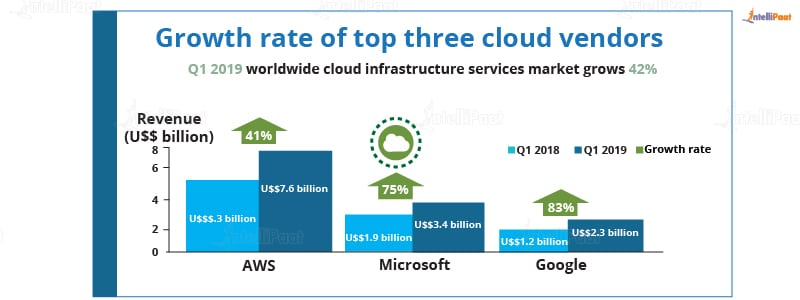 IntelliPaat
Growth rate of top three cloud vendors
Q1 2019 worldwide cloud infrastructure services market grows 42%
Revenue
(US$ billion)
Q1 2018
Q1 2019
Growth rate
8
6
4
2
0
41%
75%
83%
U$$$.3 billion
U$$7.6 billion
U$$1.9 billion
U$$3.4 billion
U$$1.2 billion
U$$2.3 billion
AWS
Microsoft
Google